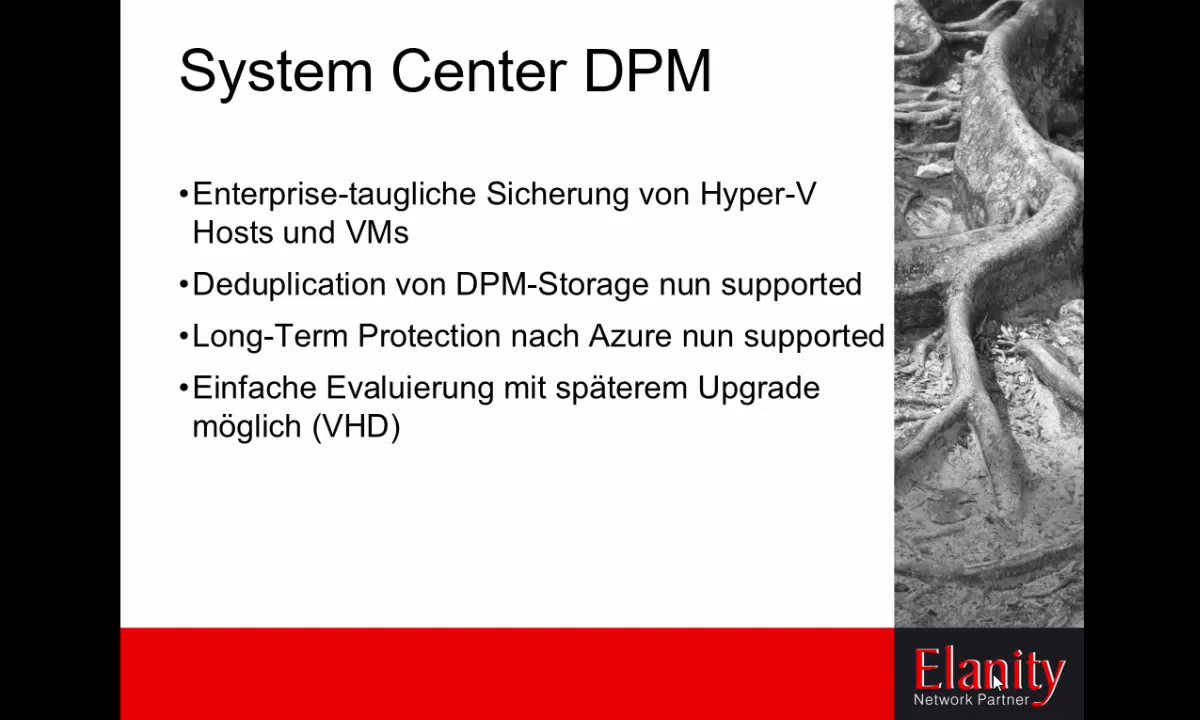 System Center DPM
•Enterprise-taugliche Sicherung von Hyper-V
Hosts und VMs
•Deduplication von DPM-Storage nun supported
•Long-Term Protection nach Azure nun supported
•Einfache Evaluierung mit späterem Upgrade
möglich (VHD)
Elanity
Network Partner